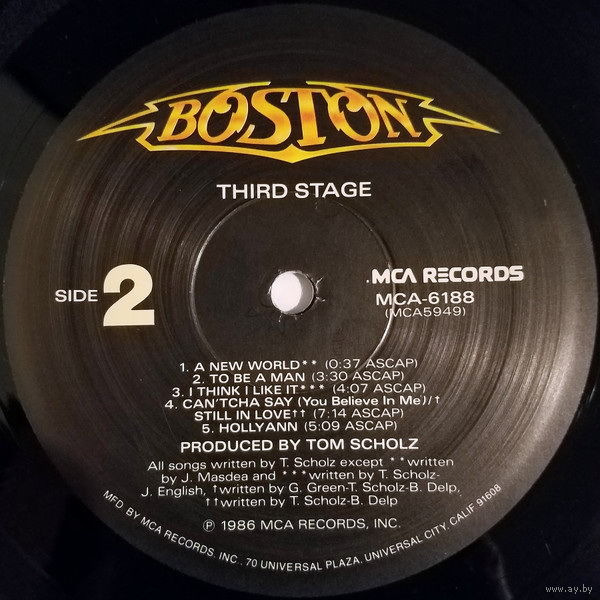 BOSTON
THIRD STAGE
SIDE 2
MCA RECORDS
MCA-6188
(MCA5949)
1. A NEW WORLD** (0:37 ASCAP)
2. TO BE A MAN (3:30 ASCAP)
3. I THINK I LIKE IT*** (4:07 ASCAP)
4. CAN'TCHA SAY (You Believe In Me)/†
STILL IN LOVE†† (7:14 ASCAP)
5. HOLLYANN (5:09 ASCAP)
PRODUCED BY TOM SCHOLZ
All songs written by T. Scholz except **written
by J. Masdea and ***written by T. Scholz-
J. English, †written by G. Green-T. Scholz-B. Delp,
††written by T. Scholz-B. Delp
℗ 1986 MCA RECORDS, INC.
MFD. BY MCA RECORDS, INC., 70 UNIVERSAL PLAZA, UNIVERSAL CITY, CALIF 91608
www.ay.by